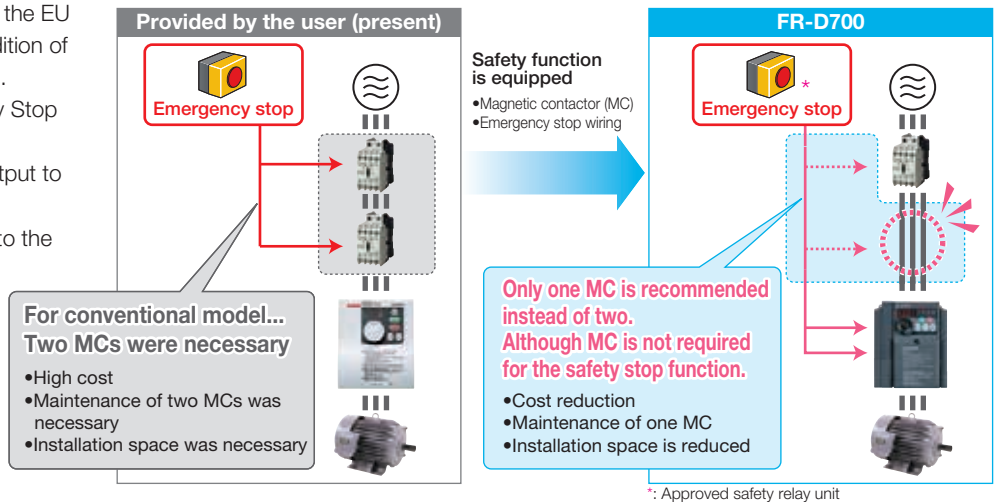 the EU
dition of
.
y Stop
tput to
to the
Provided by the user (present)
Emergency stop
For conventional model...
Two MCs were necessary
•High cost
•Maintenance of two MCs was
necessary
•Installation space was necessary
Safety function
is equipped
•Magnetic contactor (MC)
•Emergency stop wiring
FR-D700
*
Emergency stop
Only one MC is recommended
instead of two.
Although MC is not required
for the safety stop function.
•Cost reduction
•Maintenance of one MC
•Installation space is reduced
*: Approved safety relay unit